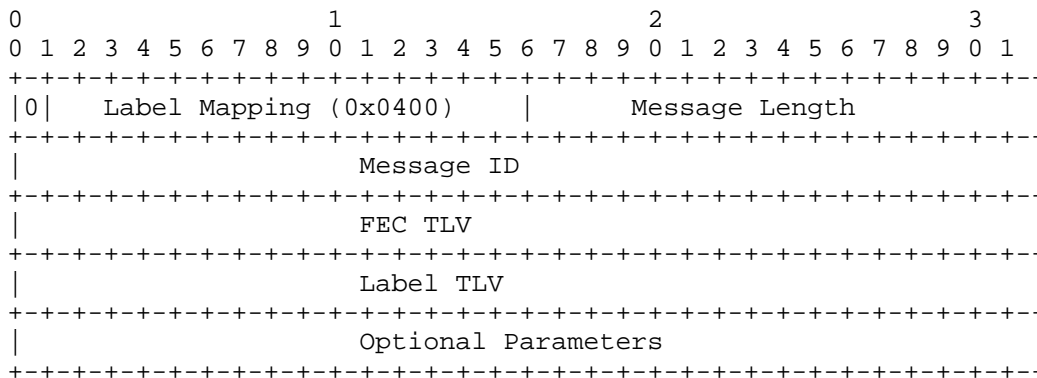 0                   1                   2                   3
0 1 2 3 4 5 6 7 8 9 0 1 2 3 4 5 6 7 8 9 0 1 2 3 4 5 6 7 8 9 0 1
+-+-+-+-+-+-+-+-+-+-+-+-+-+-+-+-+-+-+-+-+-+-+-+-+-+-+-+-+-+-+-+--
|0|   Label Mapping (0x0400)    |      Message Length
+-+-+-+-+-+-+-+-+-+-+-+-+-+-+-+-+-+-+-+-+-+-+-+-+-+-+-+-+-+-+-+--
|                     Message ID
+-+-+-+-+-+-+-+-+-+-+-+-+-+-+-+-+-+-+-+-+-+-+-+-+-+-+-+-+-+-+-+--
|                     FEC TLV
+-+-+-+-+-+-+-+-+-+-+-+-+-+-+-+-+-+-+-+-+-+-+-+-+-+-+-+-+-+-+-+--
|                     Label TLV
+-+-+-+-+-+-+-+-+-+-+-+-+-+-+-+-+-+-+-+-+-+-+-+-+-+-+-+-+-+-+-+--
|                     Optional Parameters
+-+-+-+-+-+-+-+-+-+-+-+-+-+-+-+-+-+-+-+-+-+-+-+-+-+-+-+-+-+-+-+--